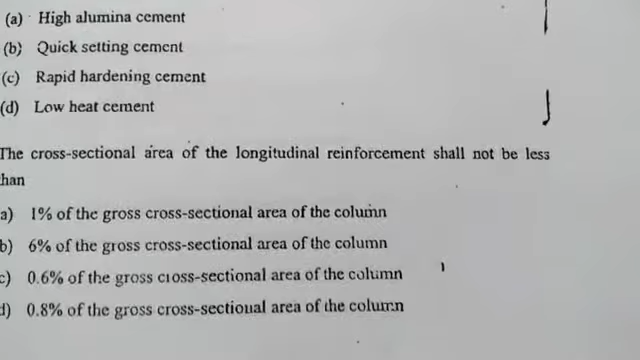 (a) High alumina cement
(b) Quick setting cement
(c) Rapid hardening cement
(d) Low heat cement
The cross-sectional area of the longitudinal reinforcement shall not be less
han
a) 1% of the gross cross-sectional area of the column
b) 6% of the gross cross-sectional area of the column
c) 0.6% of the gross cross-sectional area of the column
d) 0.8% of the gross cross-sectional area of the column